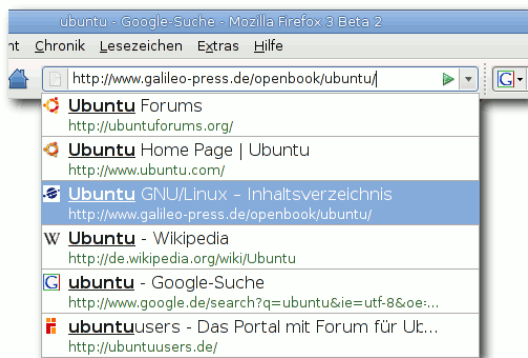 ubuntu - Google-Suche - Mozilla Firefox 3 Beta 2
nt Chronik Lesezeichen Extras Hilfe
http://www.galileo-press.de/openbook/ubuntu/
G
Ubuntu Forums
http://ubuntuforums.org/
Ubuntu Home Page | Ubuntu
http://www.ubuntu.com/
Ubuntu GNU/Linux – Inhaltsverzeichnis
http://www.galileo-press.de/openbook/ubuntu/
W Ubuntu - Wikipedia
http://de.wikipedia.org/wiki/Ubuntu
G ubuntu - Google-Suche
http://www.google.de/search?q=ubuntu&ie=utf-8&oe:...
ubuntuusers - Das Portal mit Forum für Ub...
http://ubuntuusers.de/